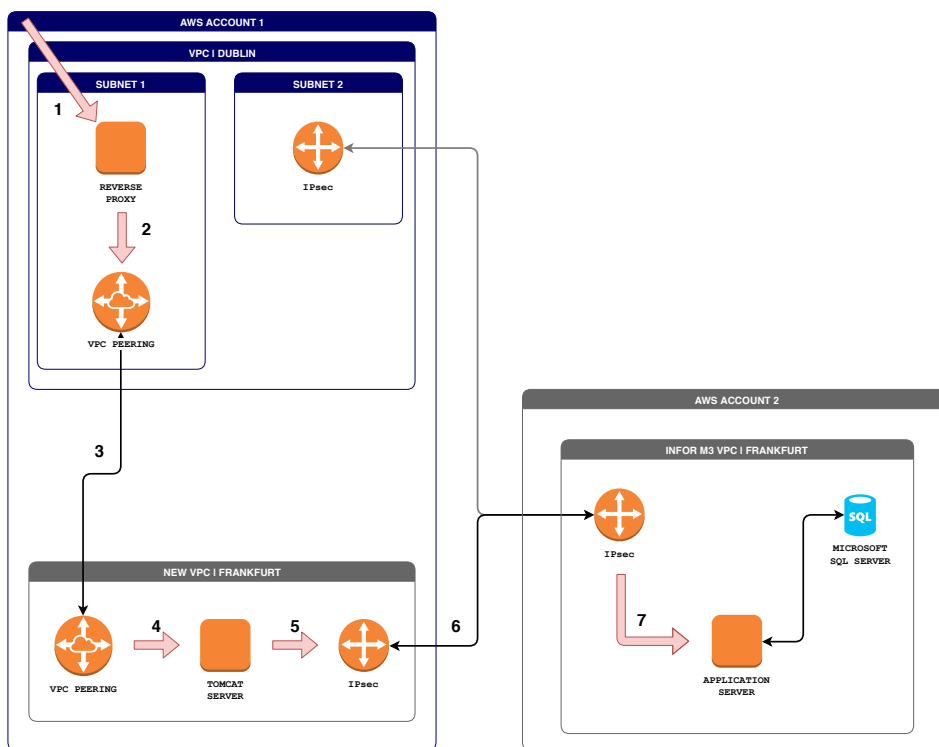 AWS ACCOUNT 1
VPC | DUBLIN
SUBNET 1
SUBNET 2
1
REVERSE
PROXY
IPsec
2
VPC PEERING
3
AWS ACCOUNT 2
INFOR M3 VPC | FRANKFURT
IPsec
MICROSOFT
SQL SERVER
SQL
NEW VPC | FRANKFURT
4
5
6
7
VPC PEERING
TOMCAT
SERVER
IPsec
APPLICATION
SERVER